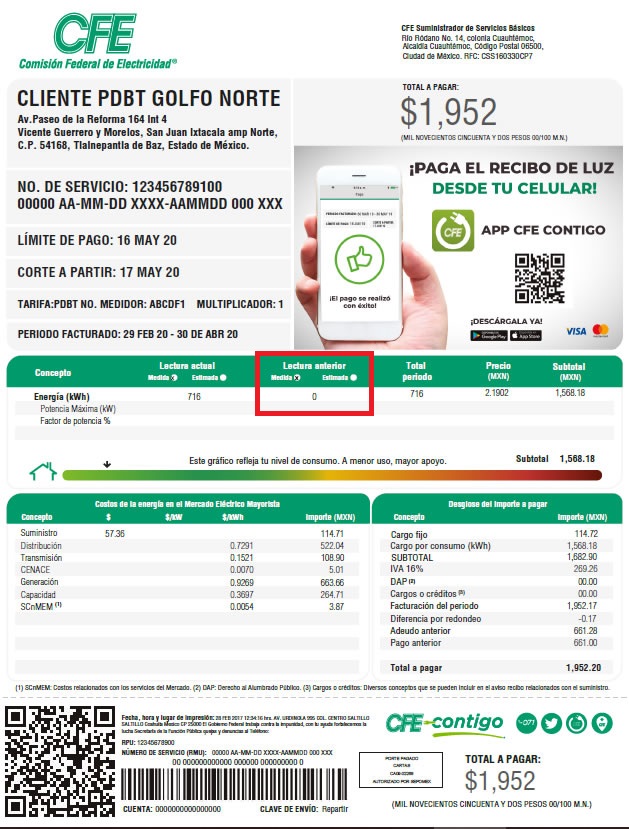 CFE
Comisión Federal de Electricidad®
CFE Suministrador de Servicios Básicos
Río Ródano No. 14, colonia Cuauhtémoc,
Alcaldía Cuauhtémoc, Código Postal 06500,
Ciudad de México. RFC: CSS160330CP7
CLIENTE PDBT GOLFO NORTE
Av.Paseo de la Reforma 164 Int 4
Vicente Guerrero y Morelos, San Juan Ixtacala amp Norte,
C.P. 54168, Tlalnepantla de Baz, Estado de México.
TOTAL A PAGAR:
$1,952
(MIL NOVECIENTOS CINCUENTA Y DOS PESOS 00/100 M.N.)
NO. DE SERVICIO: 123456789100
00000 AA-MM-DD XXXX-AAMMDD 000 XXX
LÍMITE DE PAGO: 16 MAY 20
CORTE A PARTIR: 17 MAY 20
TARIFA:PDBT NO. MEDIDOR: ABCDF1 MULTIPLICADOR: 1
PERIODO FACTURADO: 29 FEB 20 - 30 DE ABR 20
¡PAGA EL RECIBO DE LUZ
DESDE TU CELULAR!
CFE
APP CFE CONTIGO
¡El pago se realizó
con éxito!
¡DESCÁRGALA YA!
Google Play
App Store
VISA
mastercard
Concepto Lectura actual Lectura anterior Total periodo Precio (MXN) Subtotal (MXN)
Medida Estimada Medida Estimada
Energía (kWh) 716 0 716 2.1902 1,568.18
Potencia Máxima (kW)
Factor de potencia %
Este gráfico refleja tu nivel de consumo. A menor uso, mayor apoyo.
Subtotal 1,568.18
Costos de la energía en el Mercado Eléctrico Mayorista
Concepto $ $/kW $/kWh Importe (MXN)
Suministro 57.36 114.71
Distribución 0.7291 522.04
Transmisión 0.1521 108.90
CENACE 0.0070 5.01
Generación 0.9269 663.66
Capacidad 0.3697 264.71
SCnMEM (1) 0.0054 3.87
Desglose del importe a pagar
Concepto Importe (MXN)
Cargo fijo 114.72
Cargo por consumo (kWh) 1,568.18
SUBTOTAL 1,682.90
IVA 16% 269.26
DAP (2) 00.00
Cargos o créditos (3) 00.00
Facturación del periodo 1,952.17
Diferencia por redondeo -0.17
Adeudo anterior 661.28
Pago anterior 661.00
Total a pagar 1,952.20
(1) SCnMEM: Costos relacionados con los servicios del Mercado. (2) DAP: Derecho al Alumbrado Público. (3) Cargos o créditos: Diversos conceptos que se pueden incluir en el aviso recibo relacionados con el suministro.
Fecha, hora y lugar de impresión: 28 FEB 2017 12:34:16 hrs. AV. URDINOLA 995 COL. CENTRO SALTILLO
SALTILLO Coahuila México CP 25000 El Gobierno Federal trabaja contra la impunidad, con tu ayuda fortaleceremos la
lucha Secretaría de la Función Pública quejas y denuncias al Teléfono:
RPU: 12345678900
NÚMERO DE SERVICIO (RMU): 00000 AA-MM-DD XXXX-AAMMDD 000 XXX
00 000000000000 000000 000000000 0
CUENTA: 0000000000000000 CLAVE DE ENVÍO: Repartir
CFE contigo
071
PORTE PAGADO
CARTAS
CA09-02299
AUTORIZADO POR SEPOMEX
TOTAL A PAGAR:
$1,952
(MIL NOVECIENTOS CINCUENTA Y DOS PESOS 00/100 M.N.)